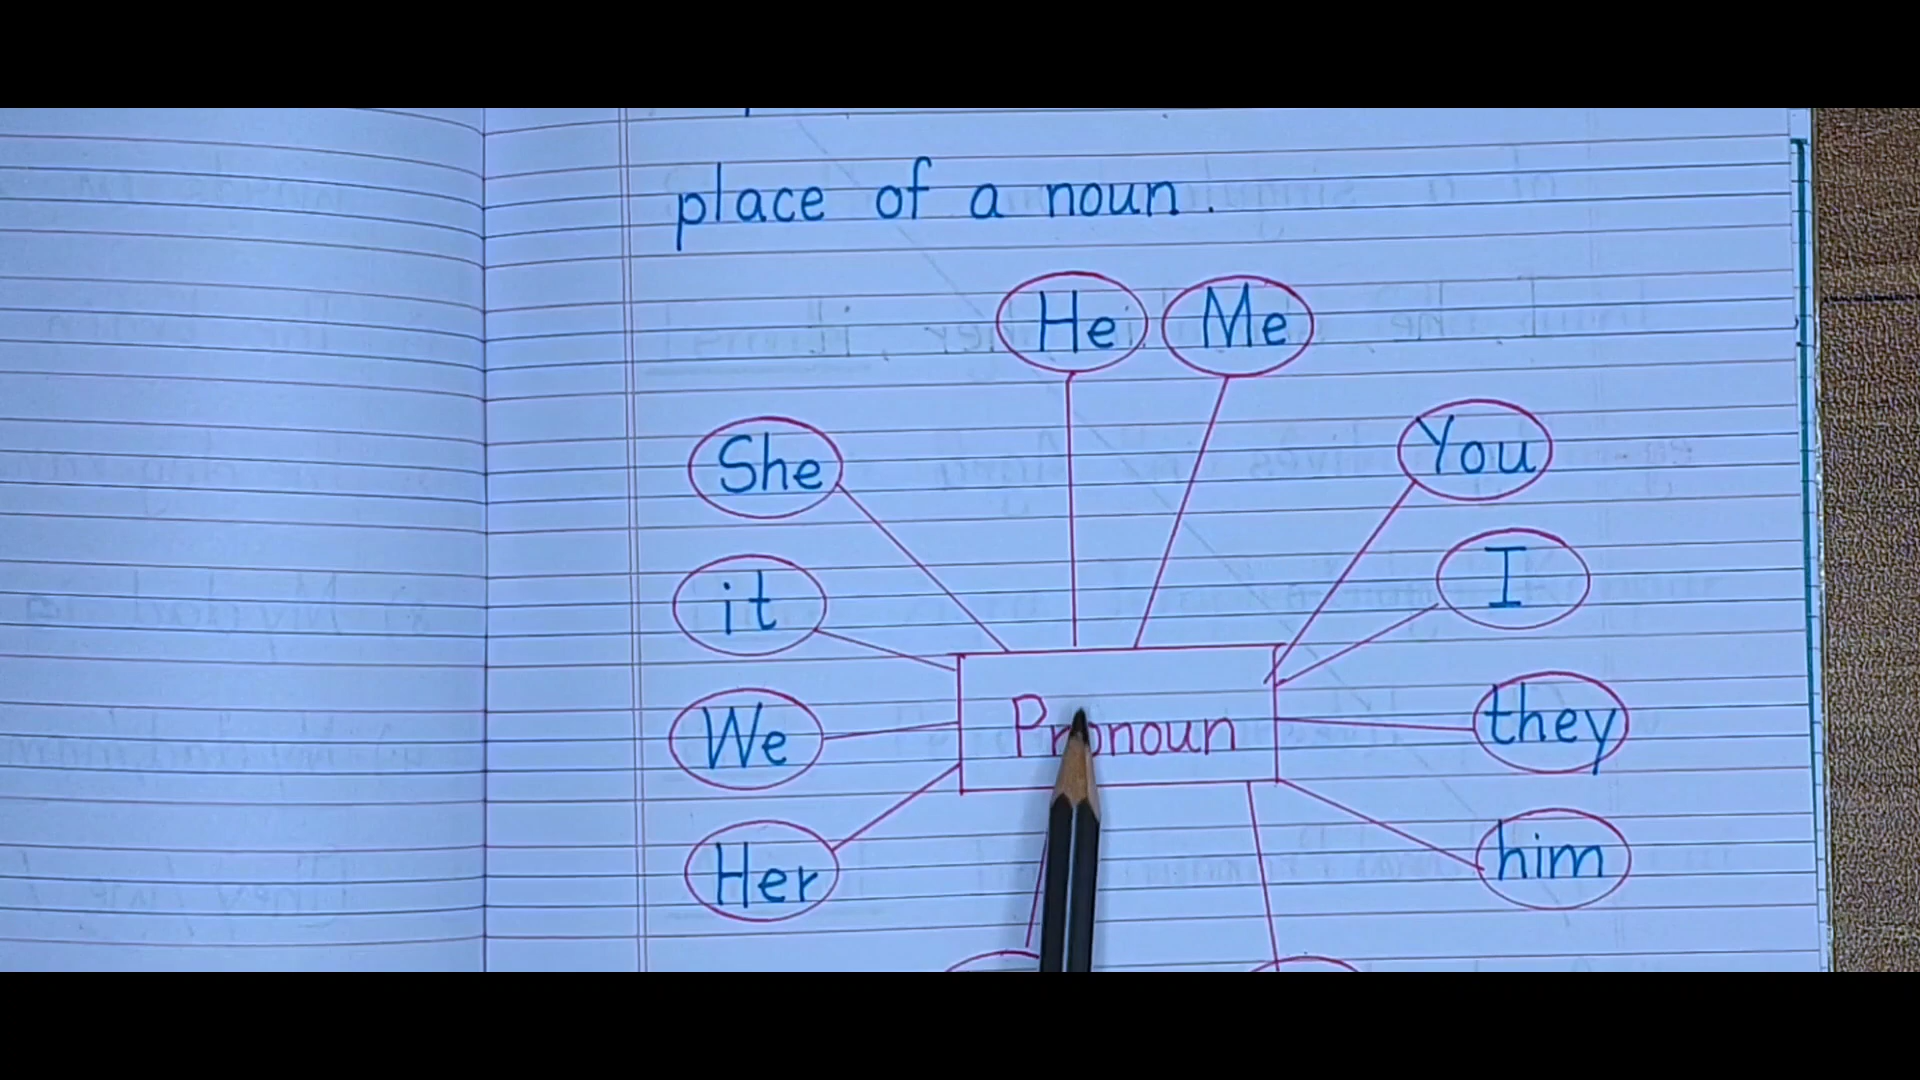 place of a noun.
He Me
She
You
it
I
We
Pronoun
they
Her
him